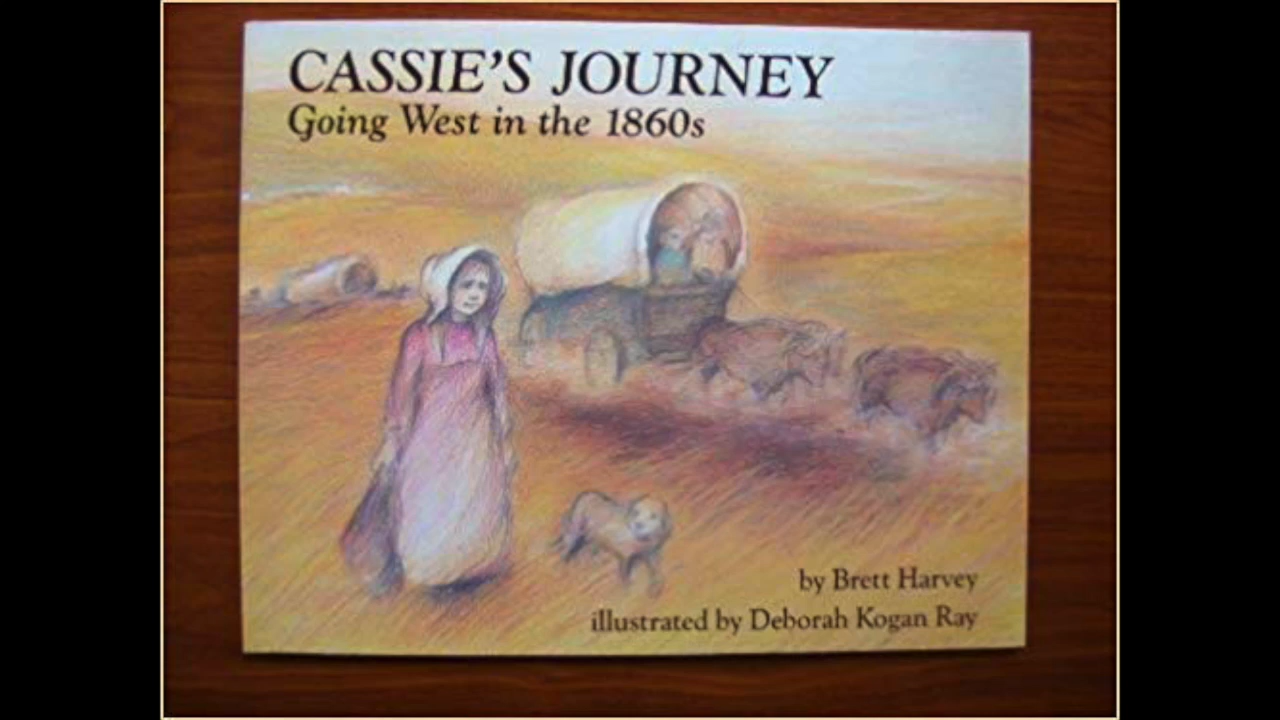 CASSIE'S JOURNEY
Going West in the 1860s
by Brett Harvey
illustrated by Deborah Kogan Ray